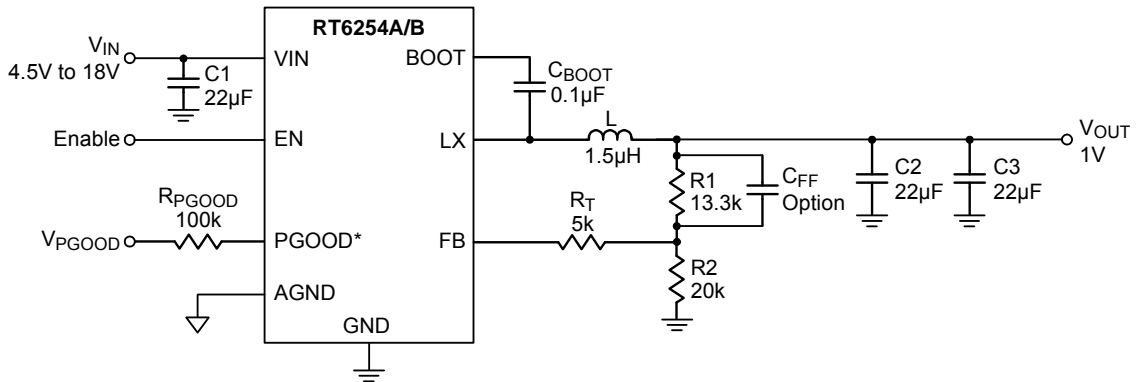 RT6254A/B
VIN
4.5V to 18V
C1
22µF
VIN
BOOT
CBOOT
0.1µF
Enable
EN
LX
L
1.5µH
VOUT
1V
C2
22µF
C3
22µF
R1
13.3k
CFF
Option
RPGOOD
100k
VPGOOD
PGOOD*
FB
RT
5k
R2
20k
AGND
GND